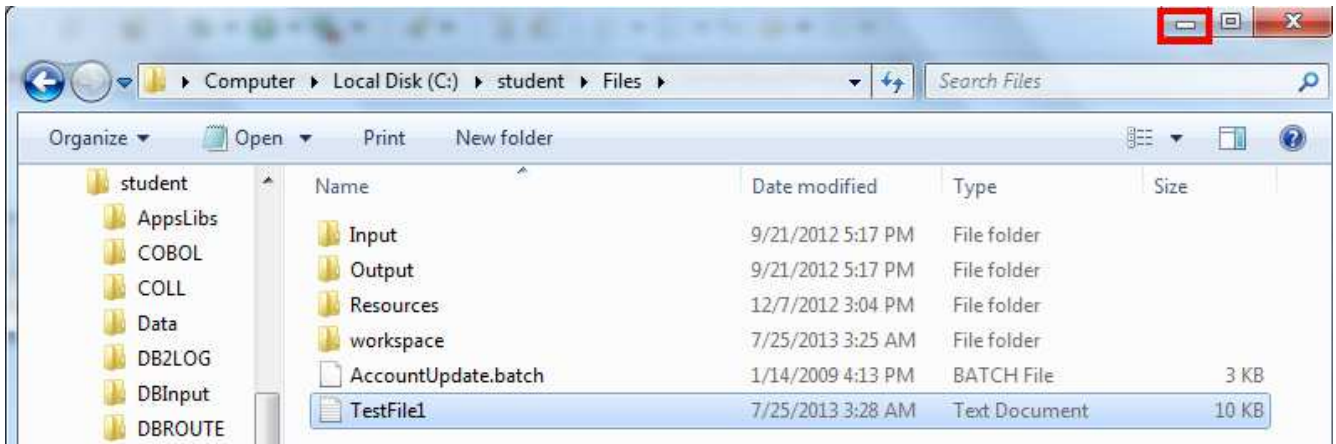 Computer Local Disk (C:) student Files
Search Files
Organize Open Print New folder
student
AppsLibs
COBOL
COLL
Data
DB2LOG
DBInput
DBROUTE
Name Date modified Type Size
Input 9/21/2012 5:17 PM File folder
Output 9/21/2012 5:17 PM File folder
Resources 12/7/2012 3:04 PM File folder
workspace 7/25/2013 3:25 AM File folder
AccountUpdate.batch 1/14/2009 4:13 PM BATCH File 3 KB
TestFile1 7/25/2013 3:28 AM Text Document 10 KB